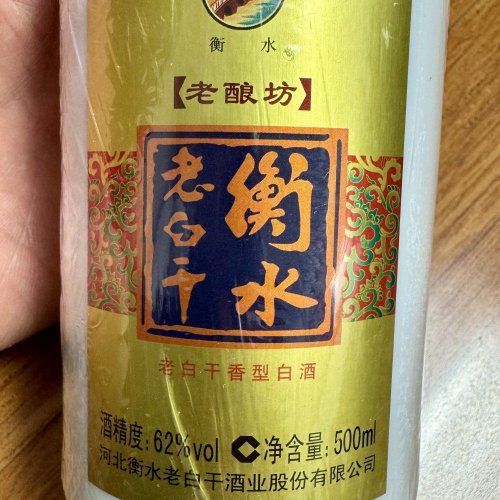 衡水
【老酿坊】
衡水
老白干
老白干香型白酒
酒精度:62%vol 净含量:500ml
河北衡水老白干酒业股份有限公司